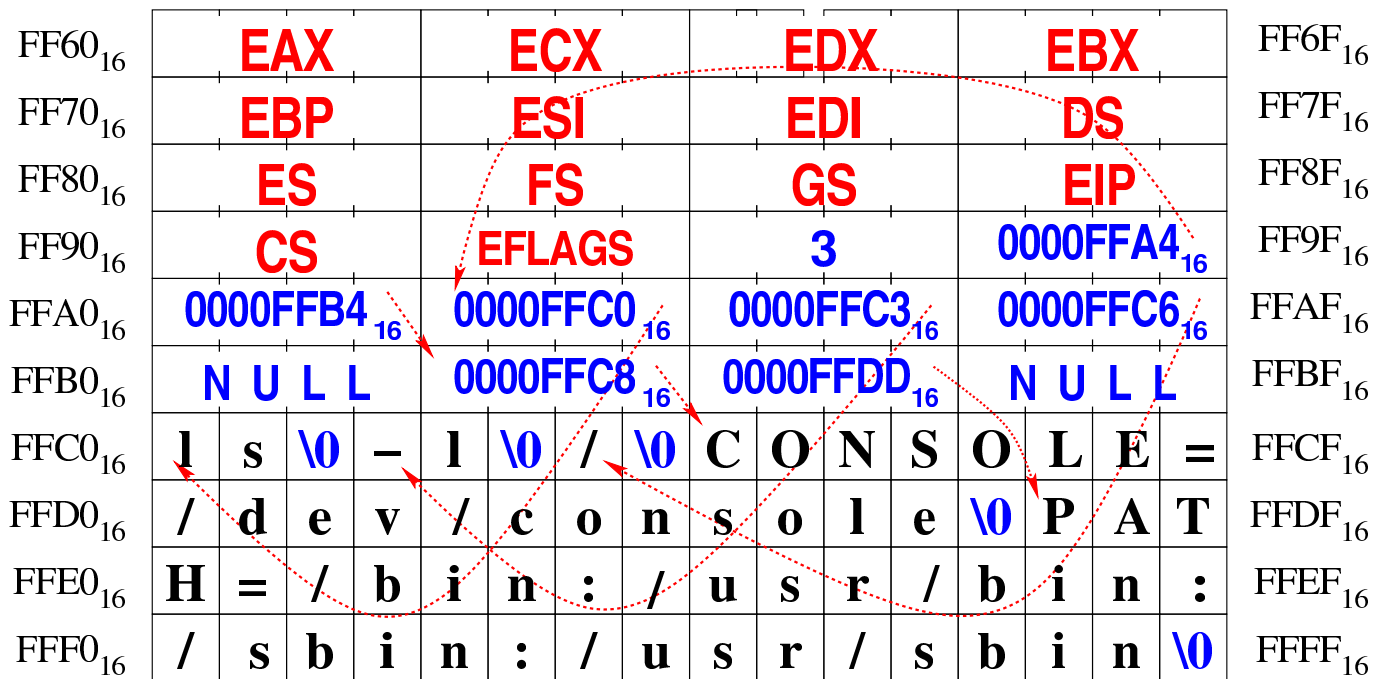 FF60₁₆ EAX ECX EDX EBX FF6F₁₆
FF70₁₆ EBP ESI EDI DS FF7F₁₆
FF80₁₆ ES FS GS EIP FF8F₁₆
FF90₁₆ CS EFLAGS 3 0000FFA4₁₆ FF9F₁₆
FFA0₁₆ 0000FFB4₁₆ 0000FFC0₁₆ 0000FFC3₁₆ 0000FFC6₁₆ FFAF₁₆
FFB0₁₆ N U L L 0000FFC8₁₆ 0000FFDD₁₆ N U L L FFBF₁₆
FFC0₁₆ l s \0 – l \0 / \0 C O N S O L E = FFCF₁₆
FFD0₁₆ / d e v / c o n s o l e \0 P A T FFDF₁₆
FFE0₁₆ H = / b i n : / u s r / b i n : FFEF₁₆
FFF0₁₆ / s b i n : / u s r / s b i n \0 FFFF₁₆